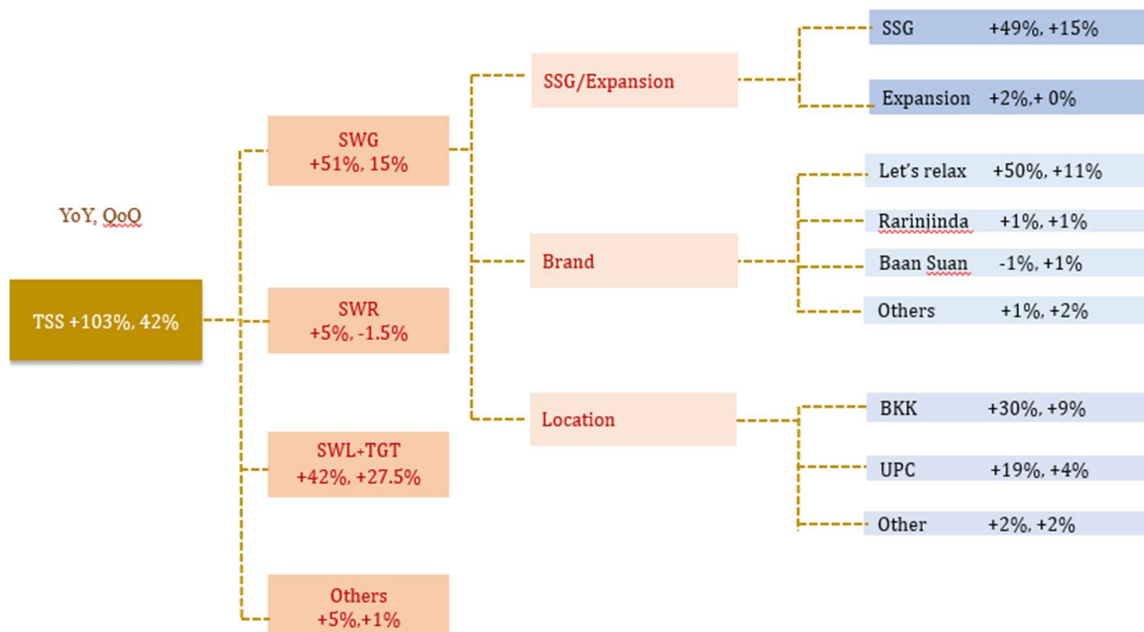 YoY, QoQ
TSS +103%, 42%
SWG
+51%, 15%
SWR
+5%, -1.5%
SWL+TGT
+42%, +27.5%
Others
+5%,+1%
SSG/Expansion
Brand
Location
SSG +49%, +15%
Expansion +2%,+ 0%
Let's relax +50%, +11%
Rarinjinda +1%, +1%
Baan Suan -1%, +1%
Others +1%, +2%
BKK +30%, +9%
UPC +19%, +4%
Other +2%, +2%